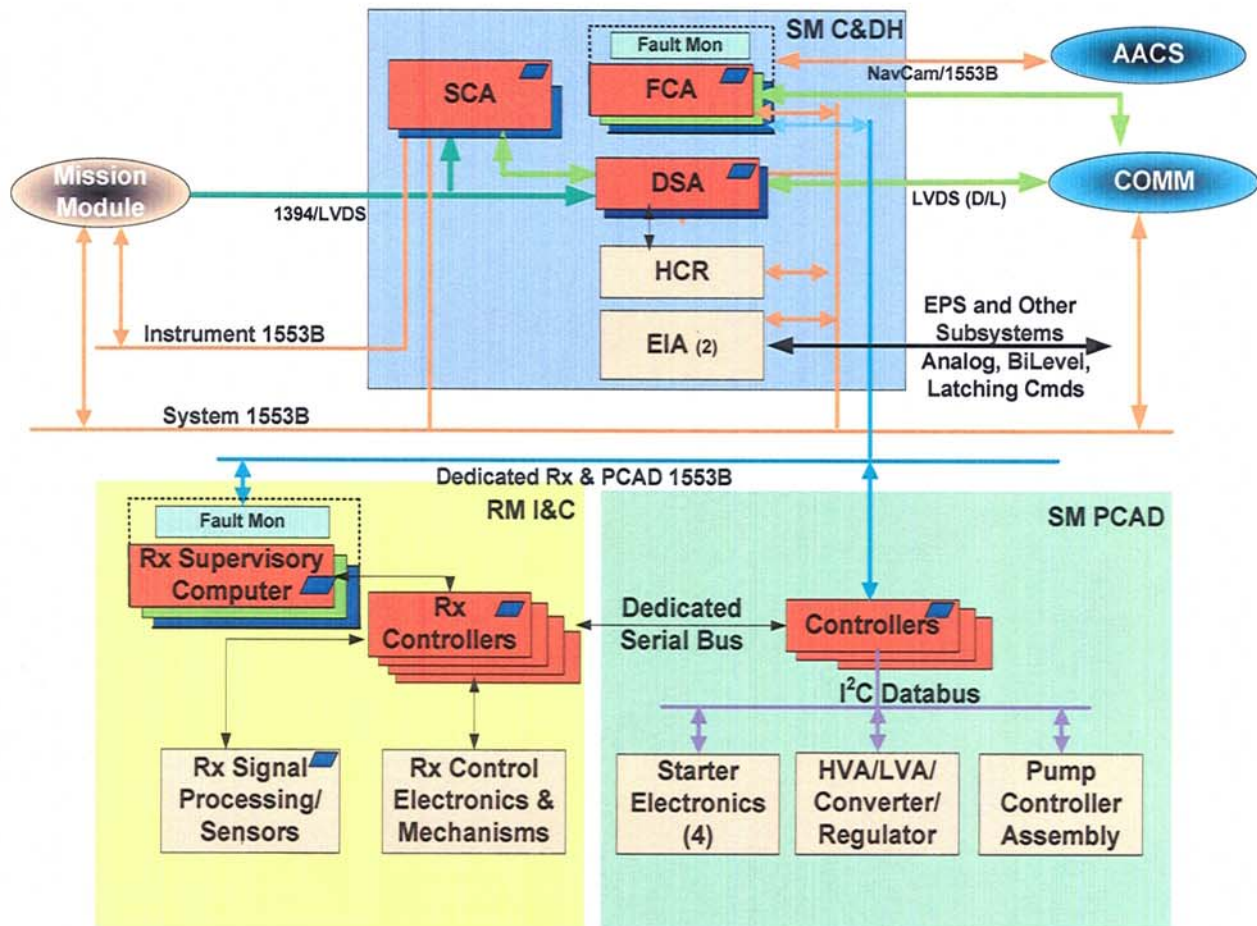 SM C&DH
Fault Mon
SCA
FCA
AACS
NavCam/1553B
Mission
Module
DSA
COMM
1394/LVDS
LVDS (D/L)
HCR
EIA (2)
EPS and Other
Subsystems
Analog, BiLevel,
Latching Cmds
Instrument 1553B
System 1553B
Dedicated Rx & PCAD 1553B
RM I&C
SM PCAD
Fault Mon
Rx Supervisory
Computer
Rx
Controllers
Dedicated
Serial Bus
Controllers
I²C Databus
Rx Signal
Processing/
Sensors
Rx Control
Electronics &
Mechanisms
Starter
Electronics
(4)
HVA/LVA/
Converter/
Regulator
Pump
Controller
Assembly